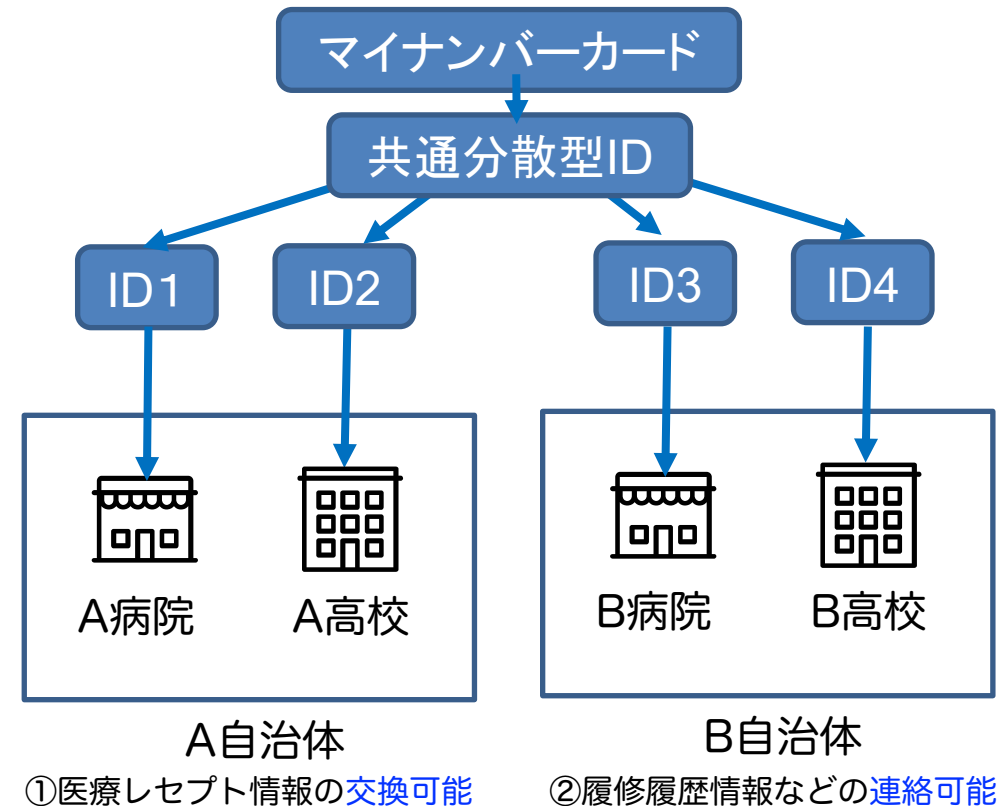 マイナンバーカード
共通分散型ID
ID1
ID2
ID3
ID4
A病院
A高校
B病院
B高校
A自治体
B自治体
①医療レセプト情報の交換可能
②履修履歴情報などの連絡可能